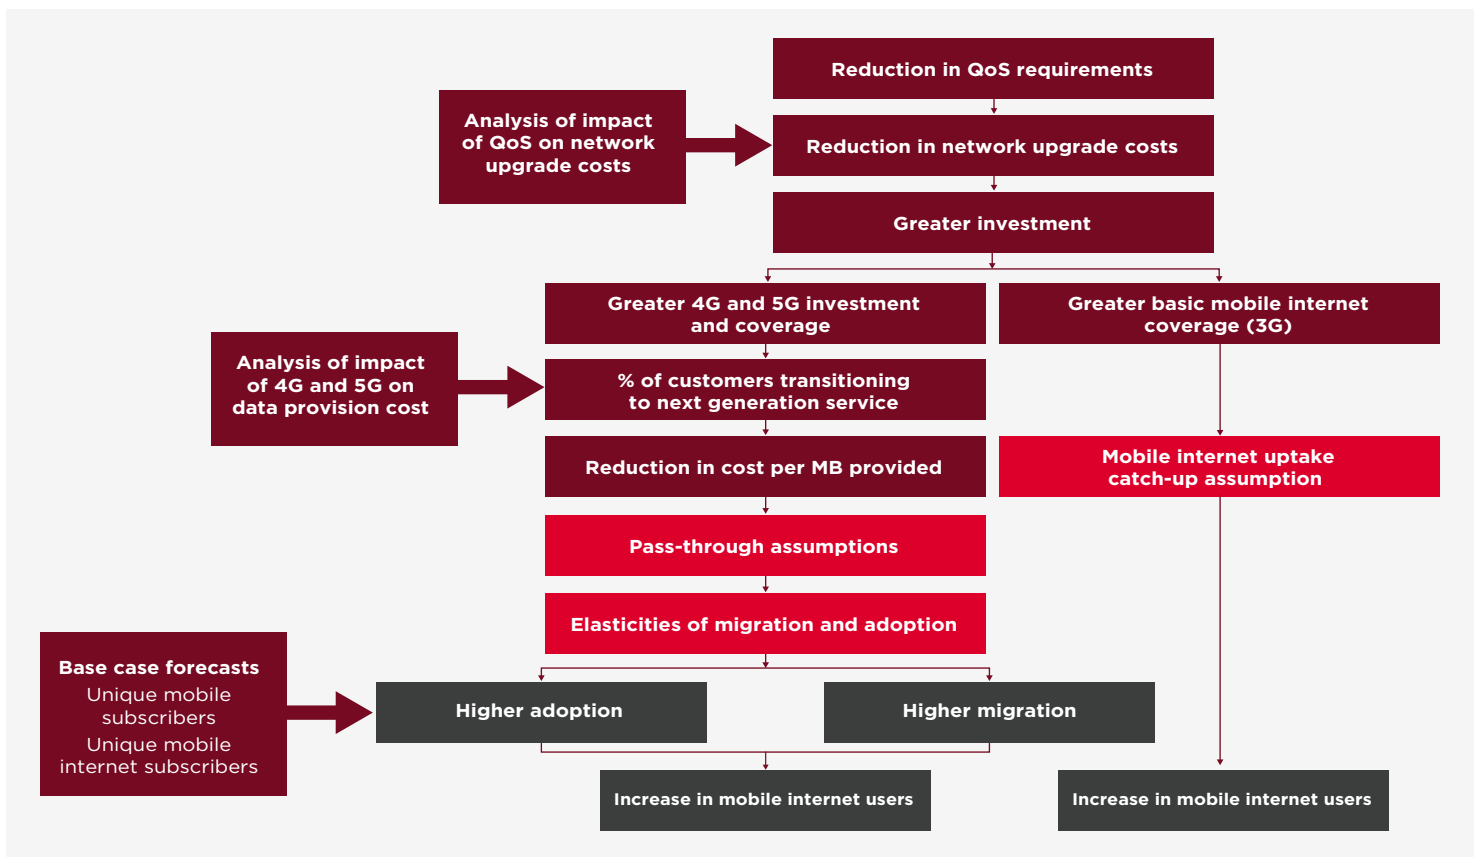 Reduction in QoS requirements
Analysis of impact
of QoS on network
upgrade costs
Reduction in network upgrade costs
Greater investment
Greater 4G and 5G investment
and coverage
Greater basic mobile internet
coverage (3G)
Analysis of impact
of 4G and 5G on
data provision cost
% of customers transitioning
to next generation service
Reduction in cost per MB provided
Mobile internet uptake
catch-up assumption
Pass-through assumptions
Elasticities of migration and adoption
Base case forecasts
Unique mobile
subscribers
Unique mobile
internet subscribers
Higher adoption
Higher migration
Increase in mobile internet users
Increase in mobile internet users